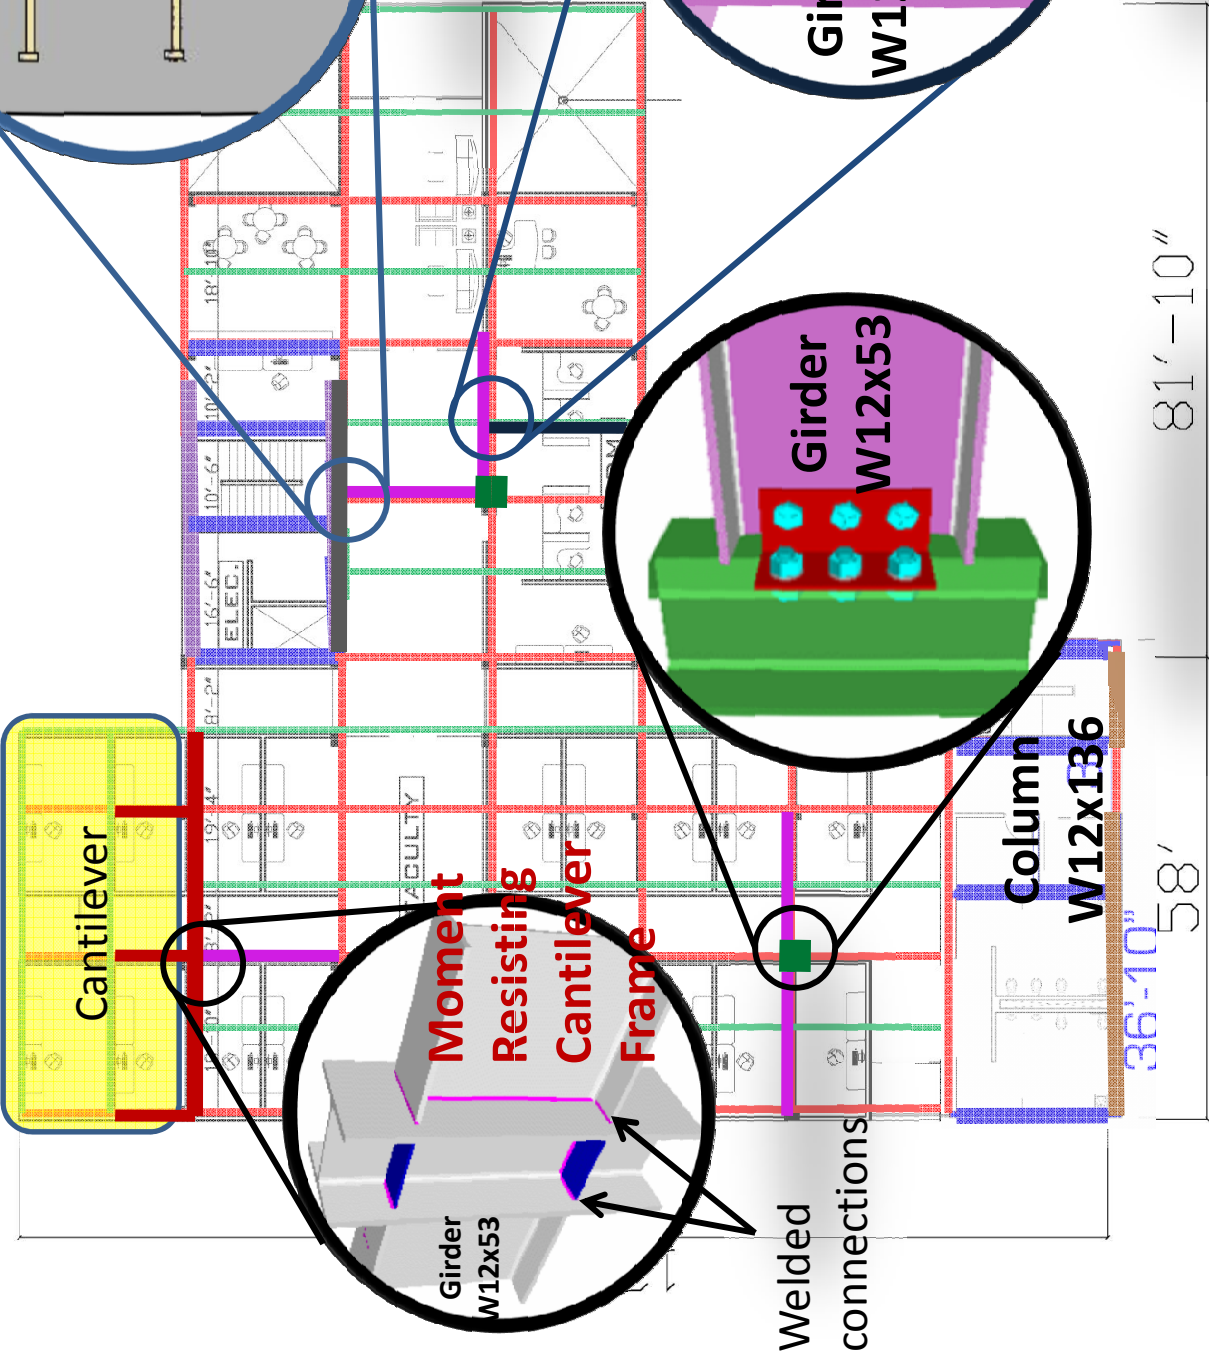 Cantilever
Moment
Resisting
Cantilever
Frame
Girder
W12x53
Welded
connections
Girder
W12x53
Column
W12x136
ELEC.
ACULTY
18'-10"
10'-6"
16'-6"
8'-2"
19'-4"
81'-10"
58'
36'-10"